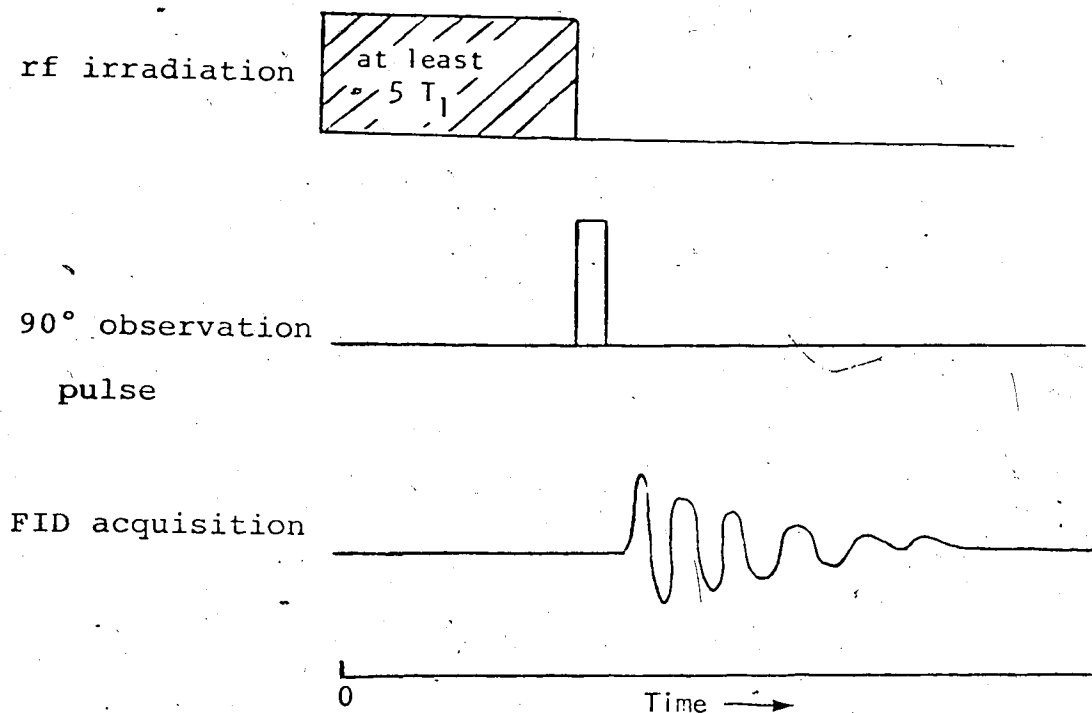 rf irradiation
at least
5 T1
90° observation
pulse
FID acquisition
0
Time